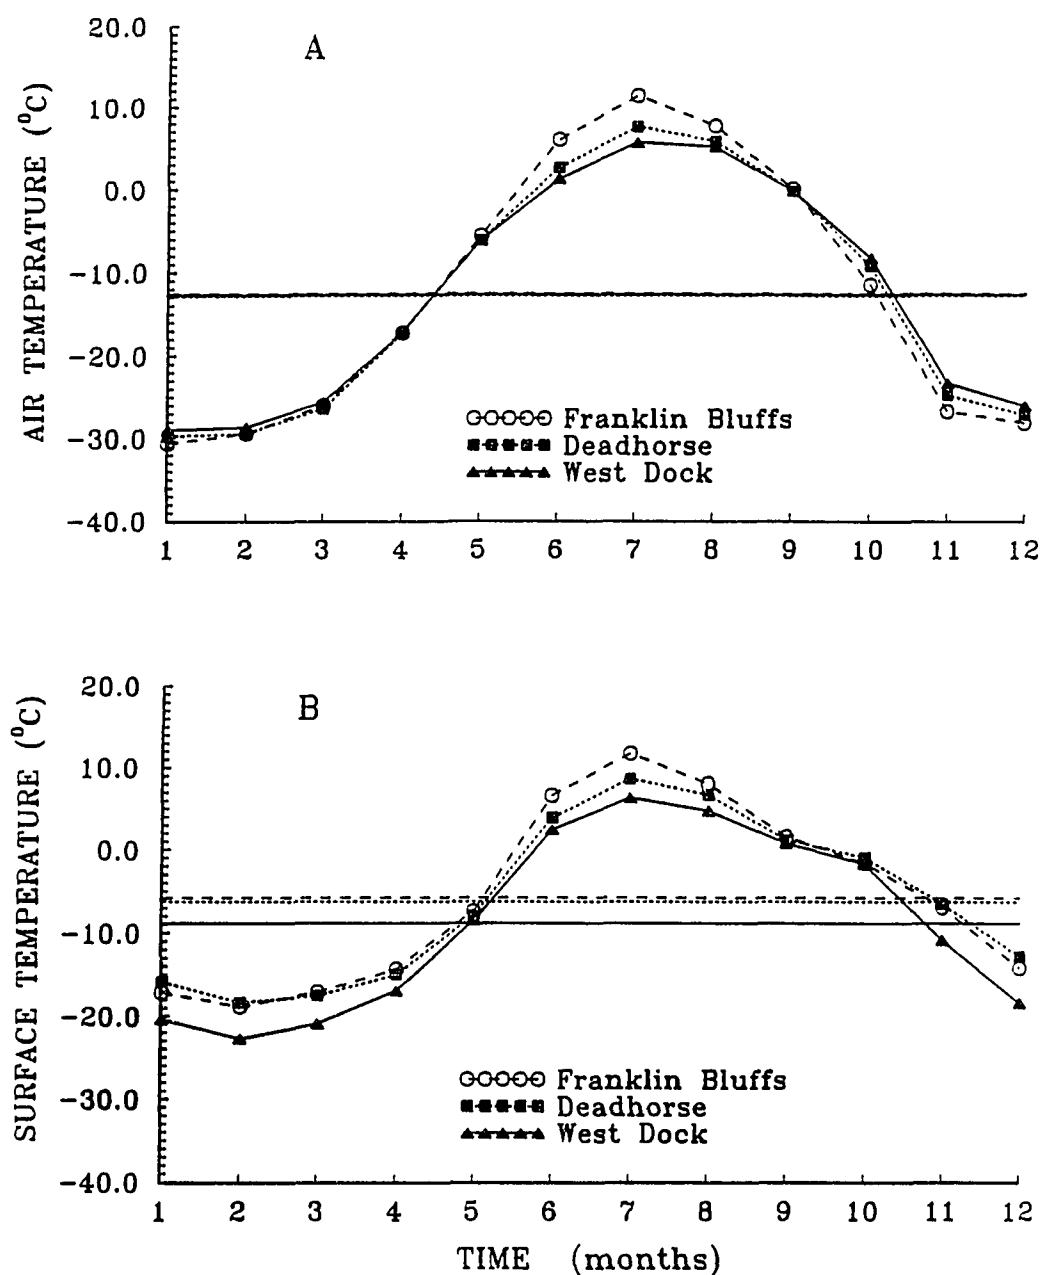 A
AIR TEMPERATURE (⁰C)
20.0
10.0
0.0
−10.0
−20.0
−30.0
−40.0
Franklin Bluffs
Deadhorse
West Dock
1 2 3 4 5 6 7 8 9 10 11 12
B
SURFACE TEMPERATURE (⁰C)
20.0
10.0
0.0
−10.0
−20.0
−30.0
−40.0
Franklin Bluffs
Deadhorse
West Dock
1 2 3 4 5 6 7 8 9 10 11 12
TIME (months)